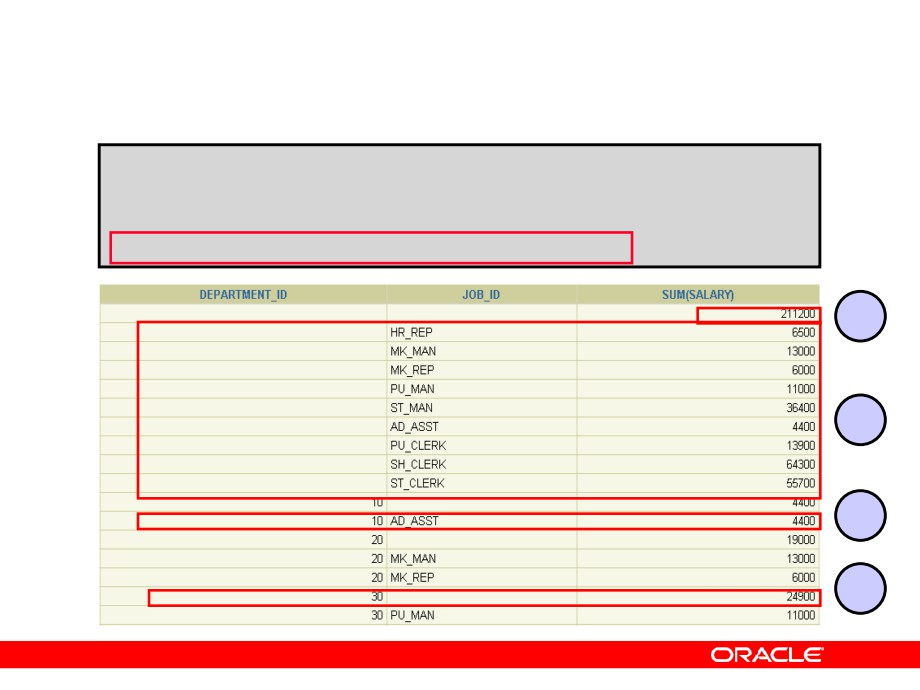 DEPARTMENT_ID JOB_ID SUM(SALARY)
211200
HR_REP 6500
MK_MAN 13000
MK_REP 6000
PU_MAN 11000
ST_MAN 36400
AD_ASST 4400
PU_CLERK 13900
SH_CLERK 64300
ST_CLERK 55700
10 4400
10 AD_ASST 4400
20 19000
20 MK_MAN 13000
20 MK_REP 6000
30 24900
30 PU_MAN 11000
ORACLE